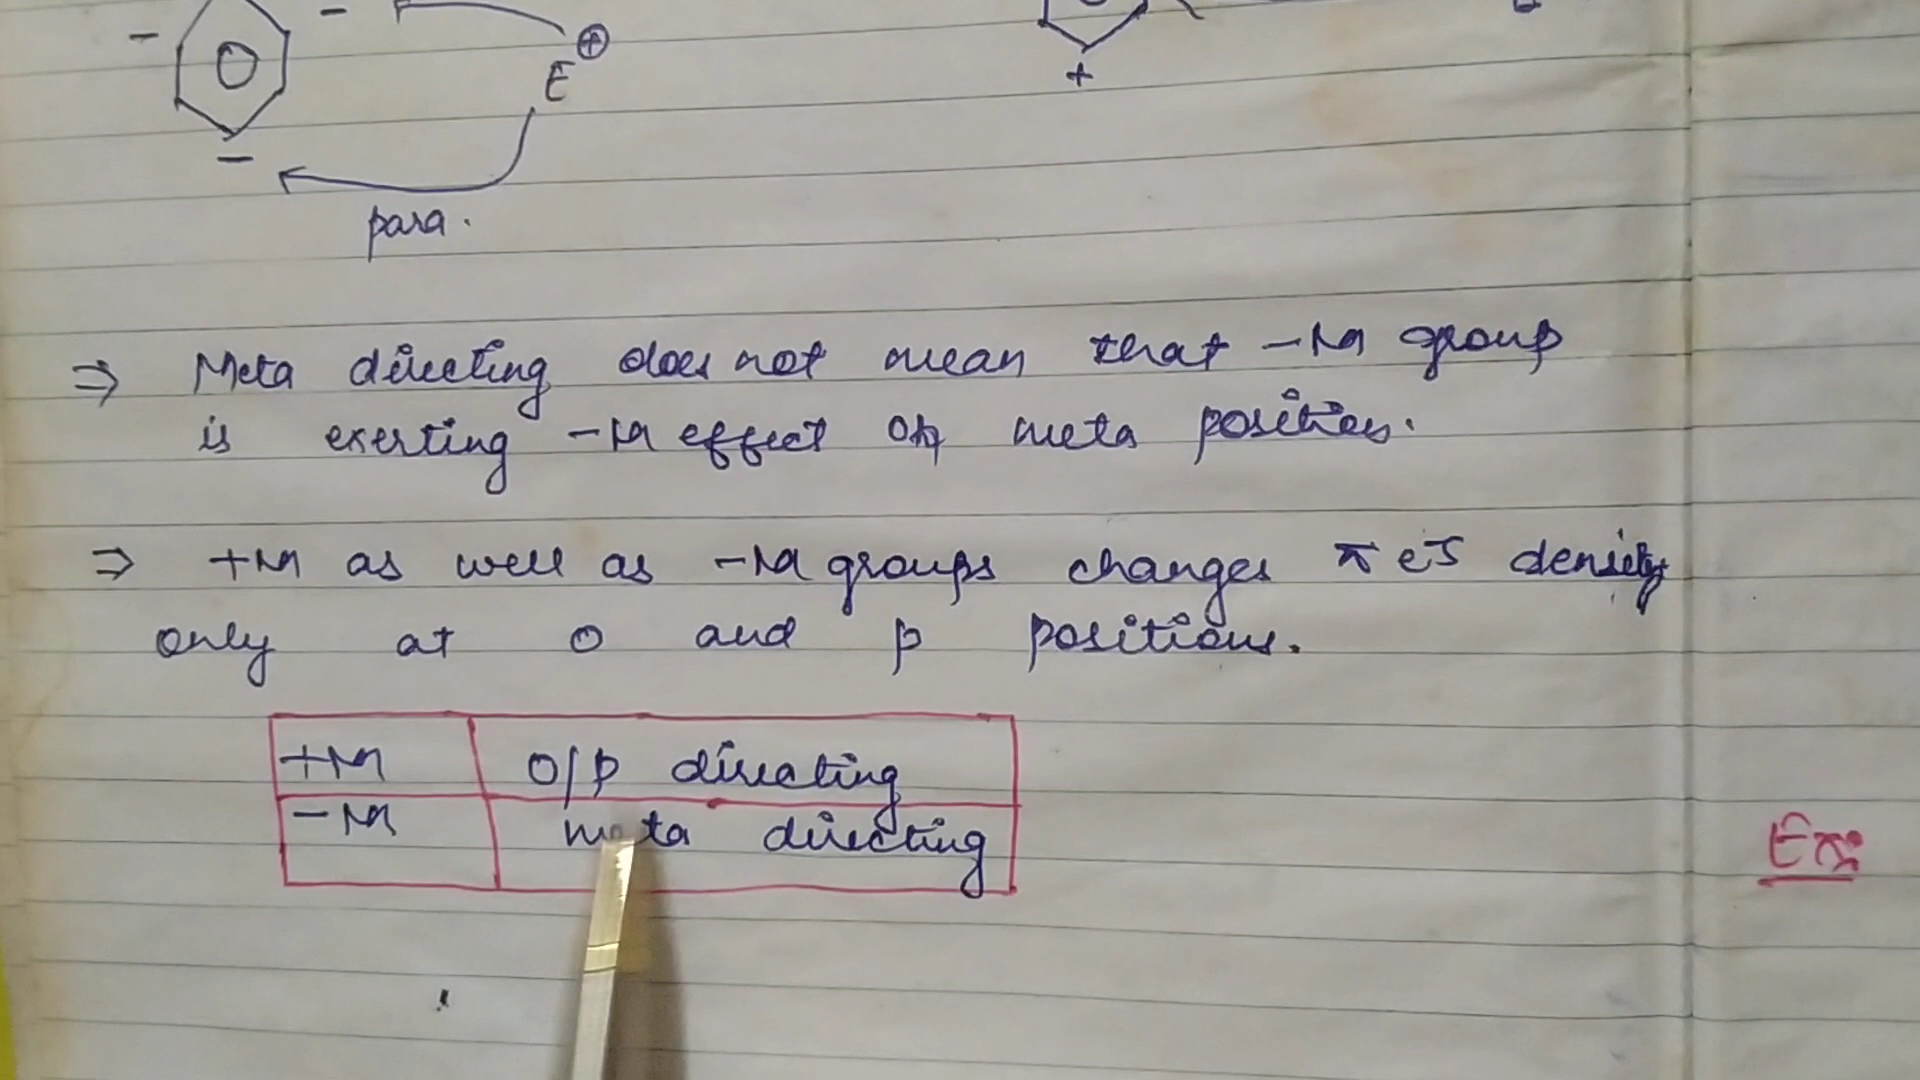 E⊕
para.
⇒ Meta directing does not mean that -M group
is exerting -M effect on meta position.
⇒ +M as well as -M groups changes π e⁻s density
only at o and p positions.
+M O/p directing
-M meta directing
Ex: